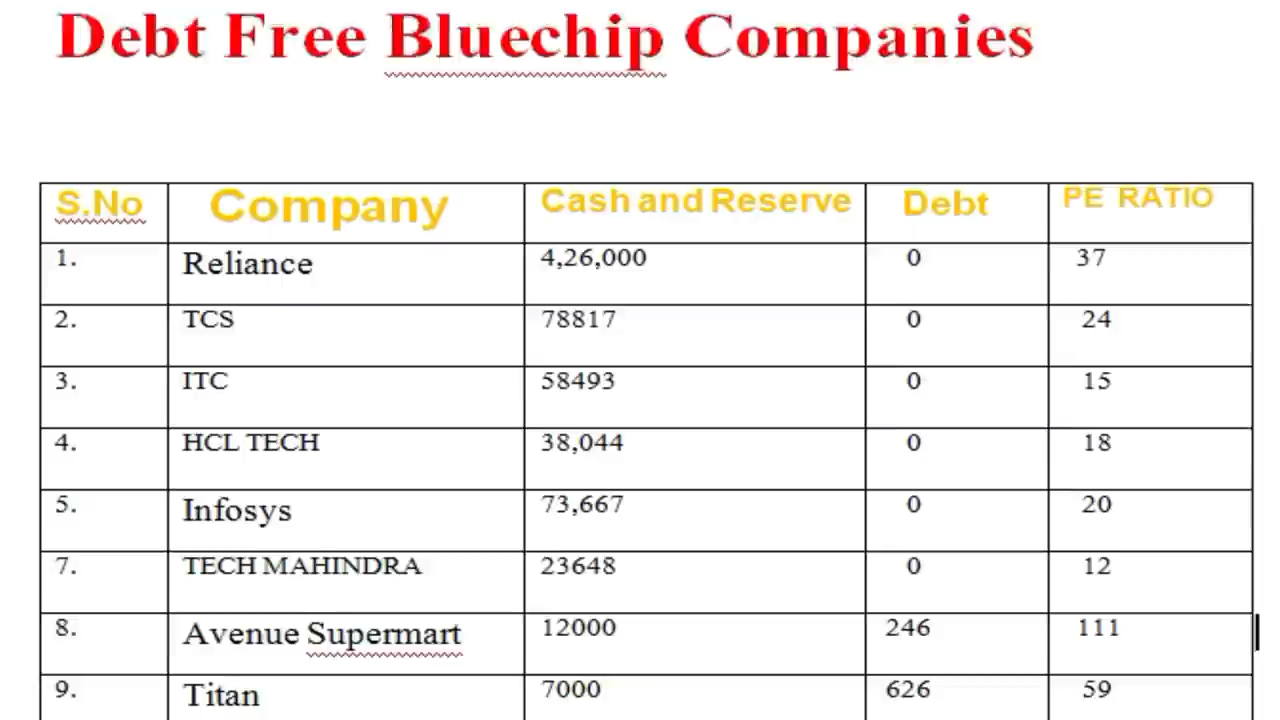 Debt Free Bluechip Companies
S.No Company Cash and Reserve Debt PE RATIO
1. Reliance 4,26,000 0 37
2. TCS 78817 0 24
3. ITC 58493 0 15
4. HCL TECH 38,044 0 18
5. Infosys 73,667 0 20
7. TECH MAHINDRA 23648 0 12
8. Avenue Supermart 12000 246 111
9. Titan 7000 626 59